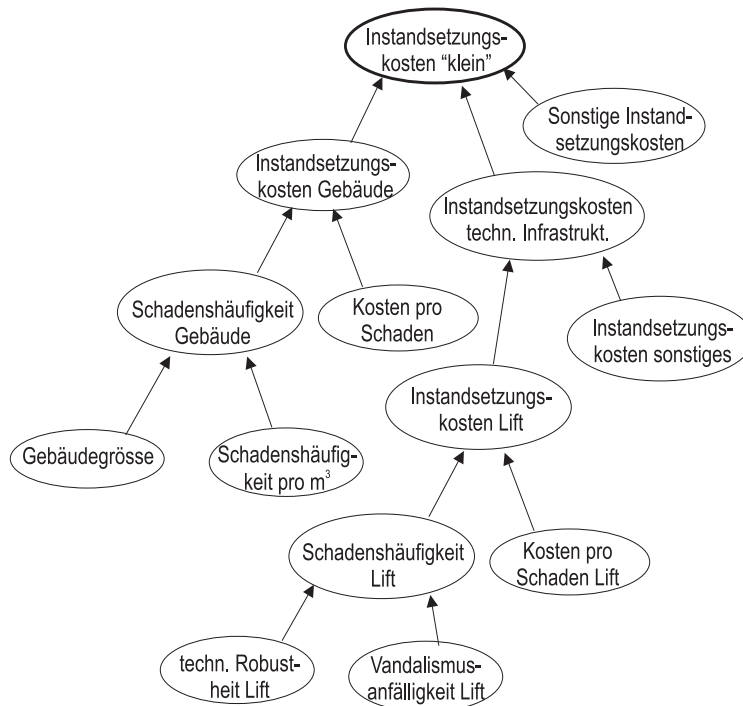 Instandsetzungs-
kosten “klein”
Sonstige Instand-
setzungskosten
Instandsetzungs-
kosten Gebäude
Instandsetzungskosten
techn. Infrastrukt.
Schadenshäufigkeit
Gebäude
Kosten pro
Schaden
Instandsetzungs-
kosten sonstiges
Instandsetzungs-
kosten Lift
Gebäudegrösse
Schadenshäufig-
keit pro m³
Schadenshäufigkeit
Lift
Kosten pro
Schaden Lift
techn. Robust-
heit Lift
Vandalismus-
anfälligkeit Lift